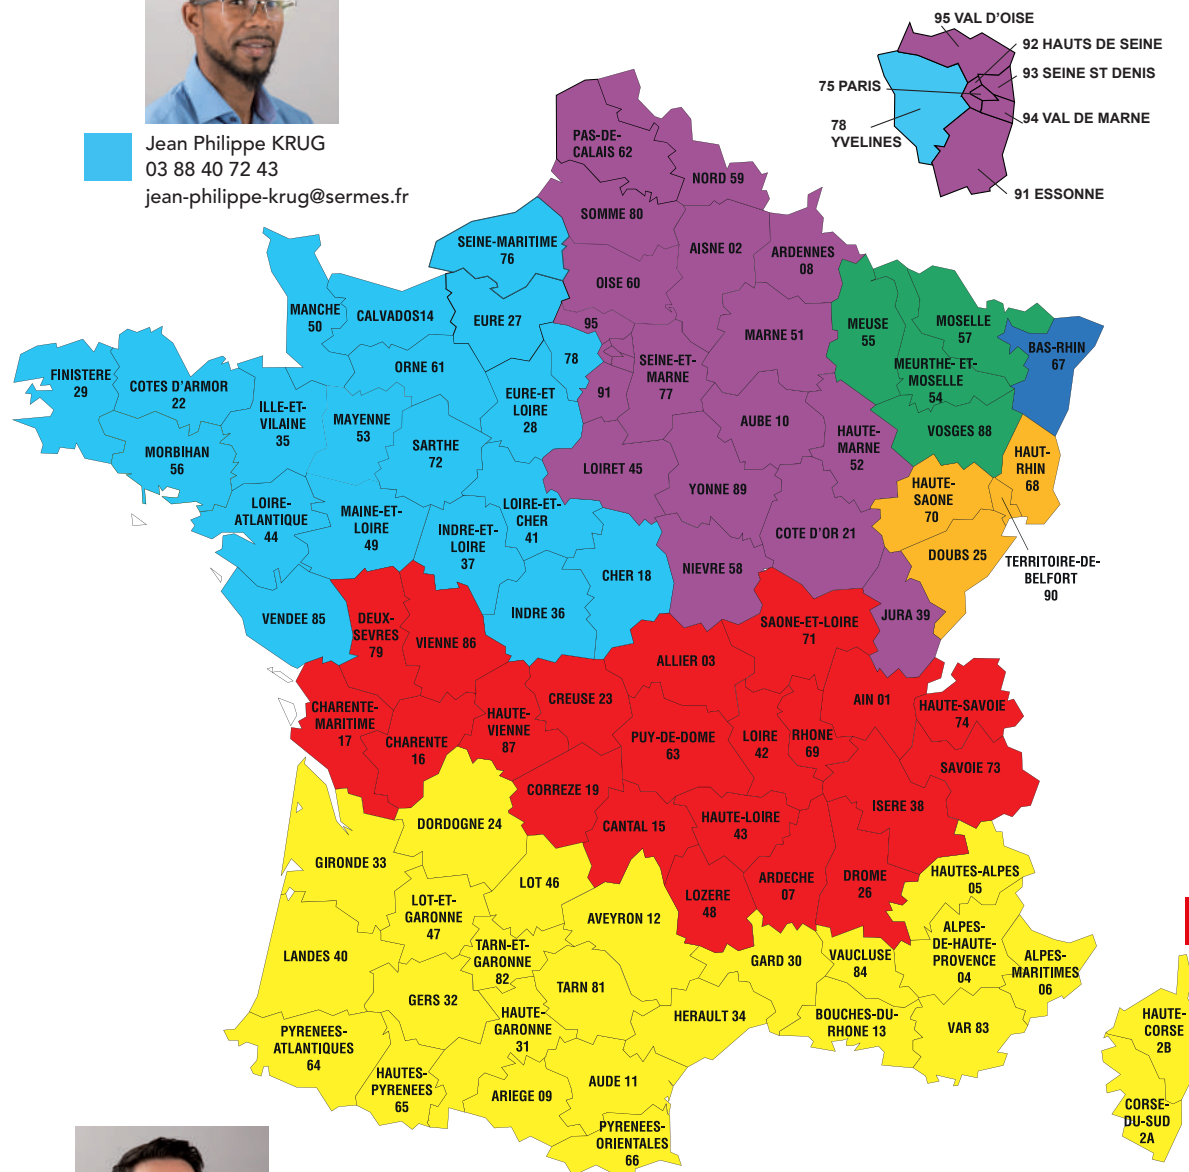 Jean Philippe KRUG
03 88 40 72 43
jean-philippe-krug@sermes.fr
95 VAL D'OISE
92 HAUTS DE SEINE
93 SEINE ST DENIS
75 PARIS
94 VAL DE MARNE
78
YVELINES
91 ESSONNE
PAS-DE-
CALAIS 62
NORD 59
SOMME 80
SEINE-MARITIME
76
AISNE 02
ARDENNES
08
OISE 60
MANCHE
50
CALVADOS14
EURE 27
95
MARNE 51
MEUSE
55
MOSELLE
57
BAS-RHIN
67
78
SEINE-ET-
MARNE
77
MEURTHE- ET-
MOSELLE
54
FINISTERE
29
COTES D'ARMOR
22
ORNE 61
EURE-ET
LOIRE
28
91
ILLE-ET-
VILAINE
35
MAYENNE
53
AUBE 10
HAUTE-
MARNE
52
VOSGES 88
MORBIHAN
56
SARTHE
72
LOIRET 45
HAUT-
RHIN
68
YONNE 89
HAUTE-
SAONE
70
LOIRE-
ATLANTIQUE
44
MAINE-ET-
LOIRE
49
INDRE-ET-
LOIRE
37
LOIRE-ET-
CHER
41
COTE D'OR 21
DOUBS 25
TERRITOIRE-DE-
BELFORT
90
CHER 18
NIEVRE 58
VENDEE 85
DEUX-
SEVRES
79
VIENNE 86
INDRE 36
SAONE-ET-LOIRE
71
JURA 39
ALLIER 03
CHARENTE-
MARITIME
17
CHARENTE
16
HAUTE-
VIENNE
87
CREUSE 23
PUY-DE-DOME
63
LOIRE
42
RHONE
69
AIN 01
HAUTE-SAVOIE
74
SAVOIE 73
CORREZE 19
CANTAL 15
HAUTE-LOIRE
43
ISERE 38
DORDOGNE 24
GIRONDE 33
LOT 46
LOZERE
48
ARDECHE
07
DROME
26
HAUTES-ALPES
05
LOT-ET-
GARONNE
47
AVEYRON 12
LANDES 40
TARN-ET-
GARONNE
82
TARN 81
GARD 30
VAUCLUSE
84
ALPES-
DE-HAUTE-
PROVENCE
04
ALPES-
MARITIMES
06
GERS 32
HAUTE-
GARONNE
31
HERAULT 34
BOUCHES-DU-
RHONE 13
VAR 83
HAUTE-
CORSE
2B
PYRENEES-
ATLANTIQUES
64
HAUTES-
PYRENEES
65
ARIEGE 09
AUDE 11
PYRENEES-
ORIENTALES
66
CORSE-
DU-SUD
2A